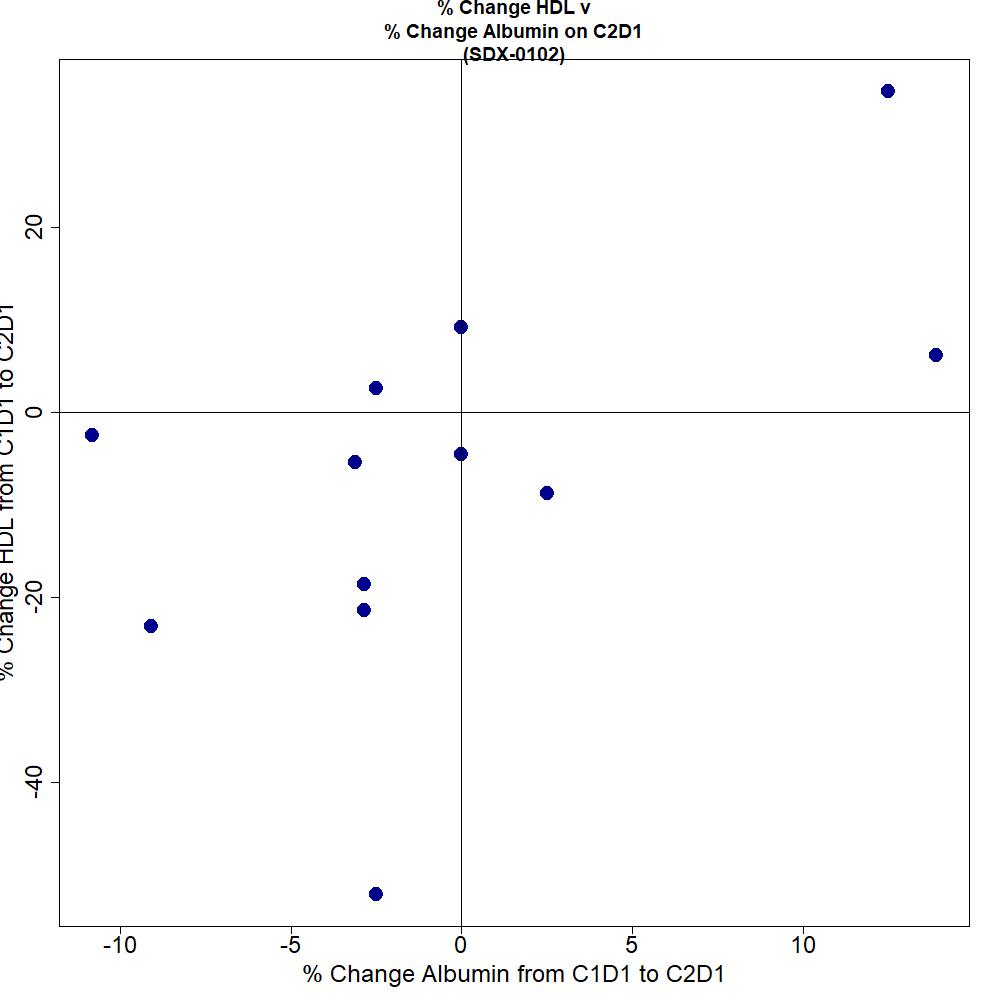 % Change HDL v
% Change Albumin on C2D1
(SDX-0102)
% Change HDL from C1D1 to C2D1
20
0
-20
-40
-10
-5
0
5
10
% Change Albumin from C1D1 to C2D1